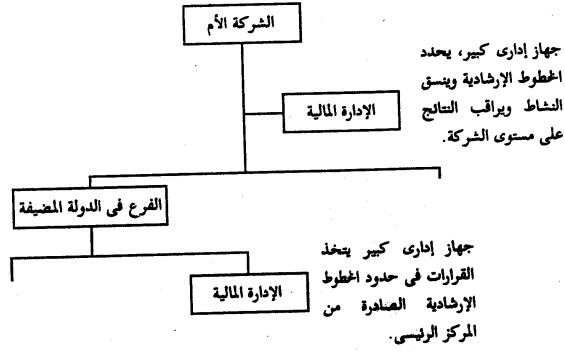 الشركة الأم
جهاز إدارى كبير، يحدد
الخطوط الإرشادية وينسق
النشاط ويراقب النتائج
على مستوى الشركة.
الإدارة المالية
الفرع فى الدولة المضيفة
جهاز إدارى كبير يتخذ
القرارات فى حدود الخطوط
الإرشادية الصادرة من
المركز الرئيسى.
الإدارة المالية